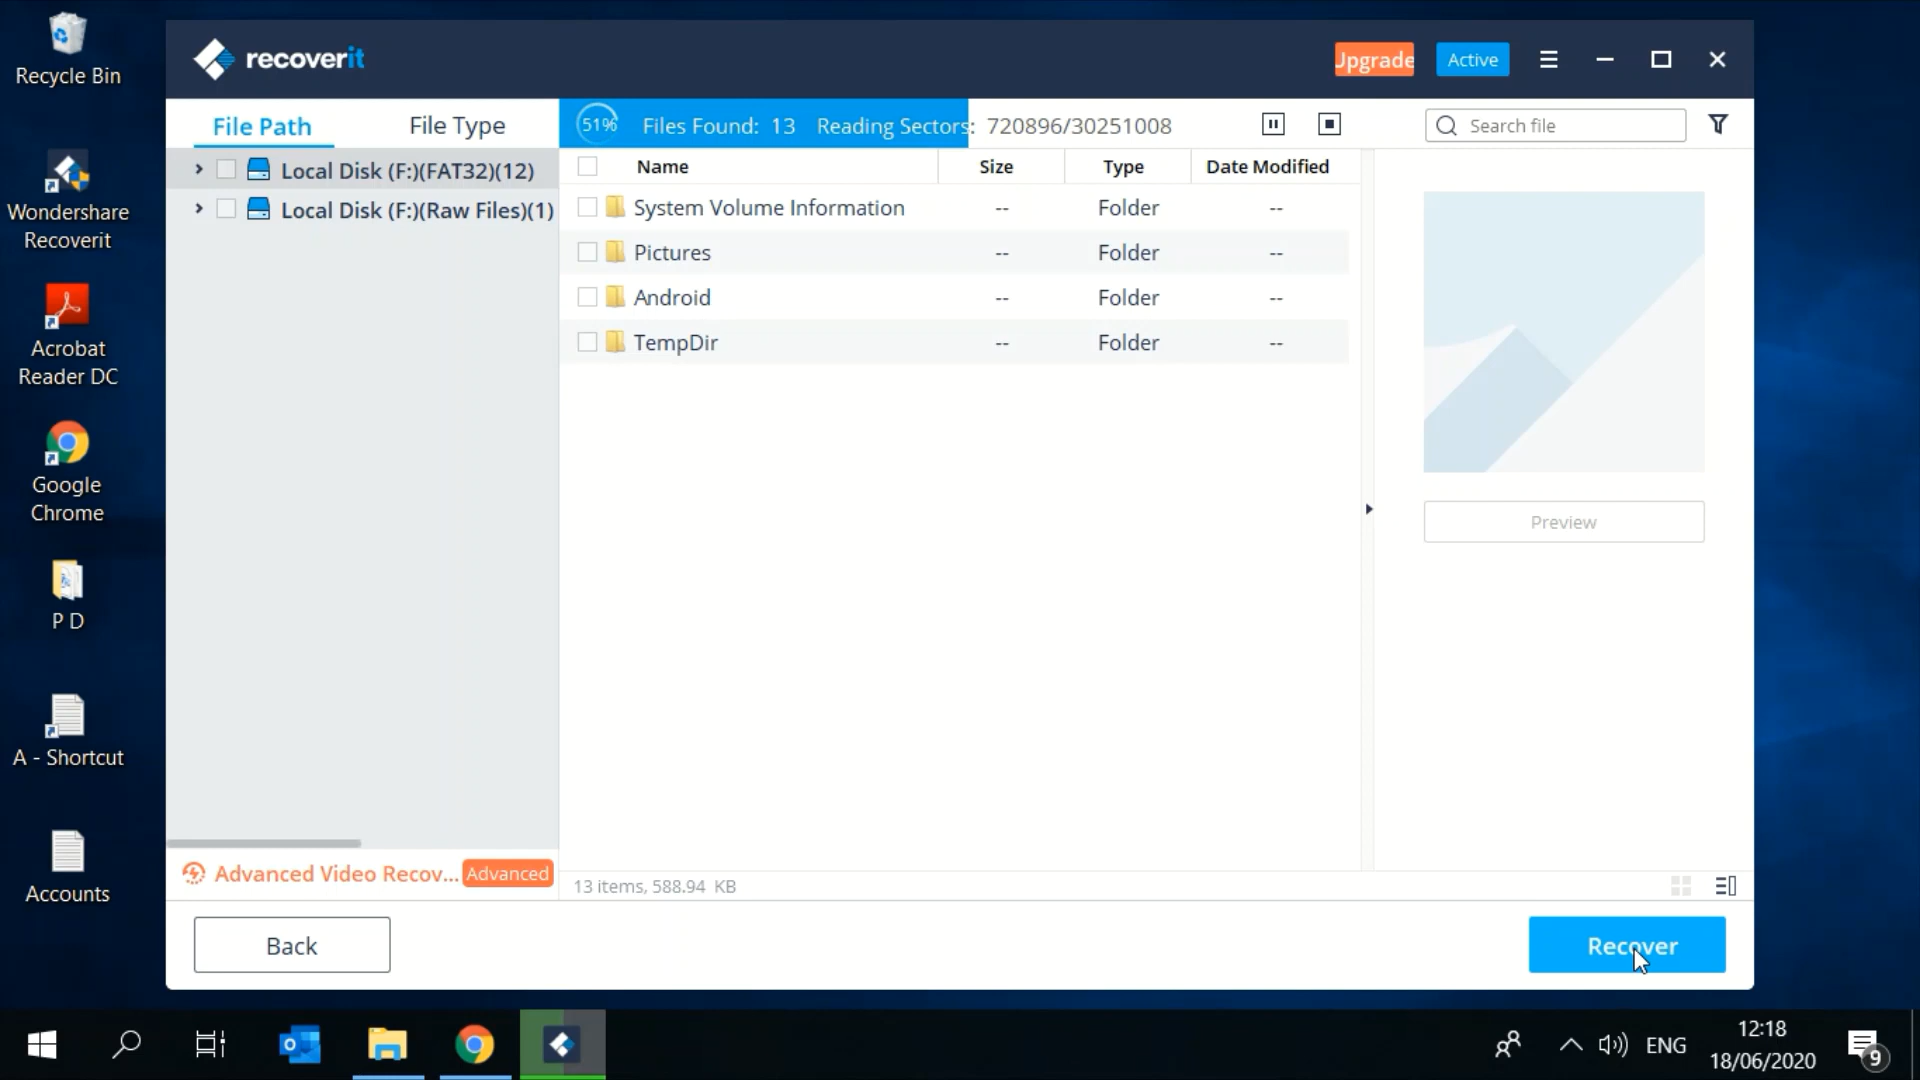 Recycle Bin
Wondershare
Recoverit
Acrobat
Reader DC
Google
Chrome
P D
A - Shortcut
Accounts
recoverit
Upgrade
Active
File Path
File Type
51%
Files Found: 13
Reading Sectors: 720896/30251008
Search file
Local Disk (F:)(FAT32)(12)
Local Disk (F:)(Raw Files)(1)
Name Size Type Date Modified
System Volume Information -- Folder --
Pictures -- Folder --
Android -- Folder --
TempDir -- Folder --
Preview
Advanced Video Recov... Advanced
13 items, 588.94 KB
Back
Recover
ENG
12:18
18/06/2020
9